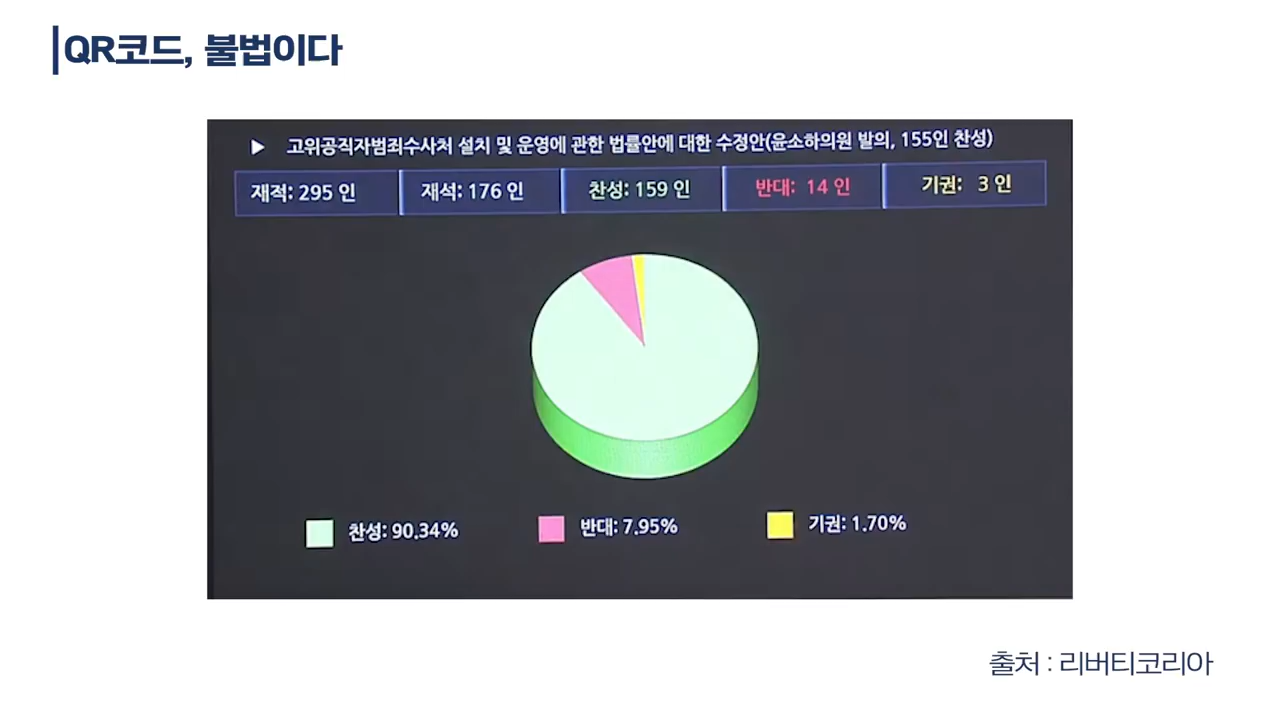 QR코드, 불법이다
▶ 고위공직자범죄수사처 설치 및 운영에 관한 법률안에 대한 수정안(윤소하의원 발의, 155인 찬성)
재적: 295 인 재석: 176 인 찬성: 159 인 반대: 14 인 기권: 3 인
찬성: 90.34% 반대: 7.95% 기권: 1.70%
출처 : 리버티코리아